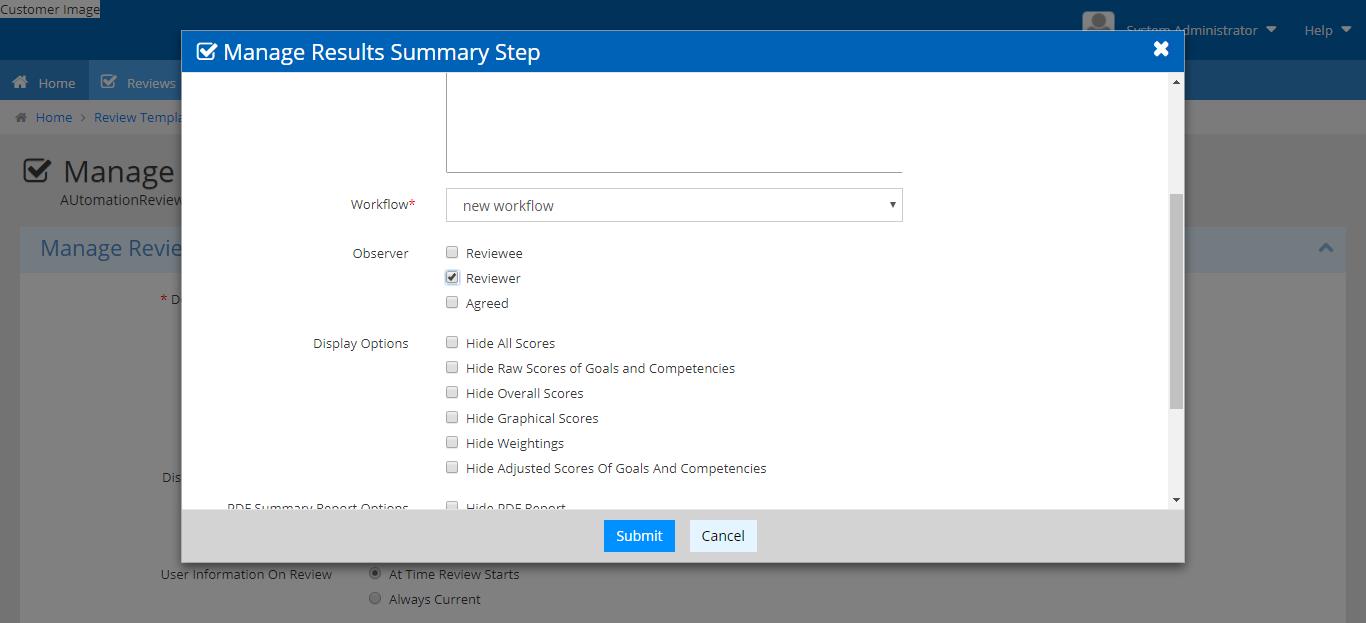 Customer Image
System Administrator
Help
Manage Results Summary Step
Home
Reviews
Home > Review Templa
Manage
AUtomationReview
Workflow*
new workflow
Manage Revie
Observer
Reviewee
Reviewer
Agreed
* D
Display Options
Hide All Scores
Hide Raw Scores of Goals and Competencies
Hide Overall Scores
Hide Graphical Scores
Hide Weightings
Hide Adjusted Scores Of Goals And Competencies
Dis
PDF Summary Report Options
Hide PDF Report
Submit
Cancel
User Information On Review
At Time Review Starts
Always Current